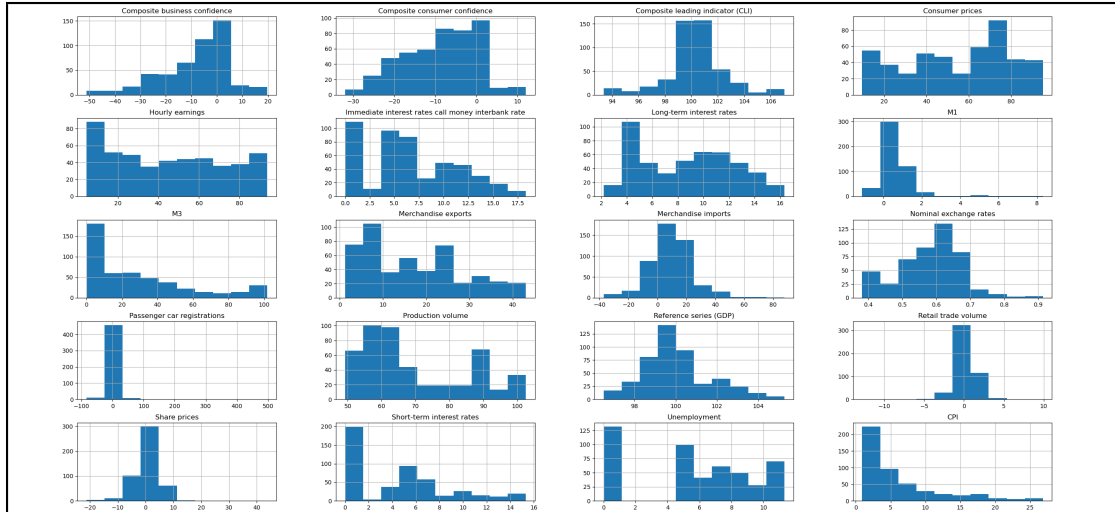 Composite business confidence
150
100
50
0
−50 −40 −30 −20 −10 0 10 20
Composite consumer confidence
100
75
50
25
0
−30 −20 −10 0 10
Composite leading indicator (CLI)
150
100
50
0
94 96 98 100 102 104 106
Consumer prices
80
60
40
20
0
20 40 60 80
Hourly earnings
80
60
40
20
0
20 40 60 80
Immediate interest rates call money interbank rate
100
75
50
25
0
0.0 2.5 5.0 7.5 10.0 12.5 15.0 17.5
Long-term interest rates
100
80
60
40
20
0
2 4 6 8 10 12 14 16
M1
300
200
100
0
0 2 4 6 8
M3
150
100
50
0
0 20 40 60 80 100
Merchandise exports
100
80
60
40
20
0
0 10 20 30 40
Merchandise imports
150
100
50
0
−40 −20 0 20 40 60 80
Nominal exchange rates
125
100
75
50
25
0
0.4 0.5 0.6 0.7 0.8 0.9
Passenger car registrations
400
300
200
100
0
−100 0 100 200 300 400 500
Production volume
100
80
60
40
20
0
50 60 70 80 90 100
Reference series (GDP)
125
100
75
50
25
0
98 100 102 104
Retail trade volume
300
200
100
0
−10 −5 0 5 10
Share prices
300
200
100
0
−20 −10 0 10 20 30 40
Short-term interest rates
200
150
100
50
0
0 2 4 6 8 10 12 14 16
Unemployment
125
100
75
50
25
0
0 2 4 6 8 10
CPI
200
150
100
50
0
0 5 10 15 20 25